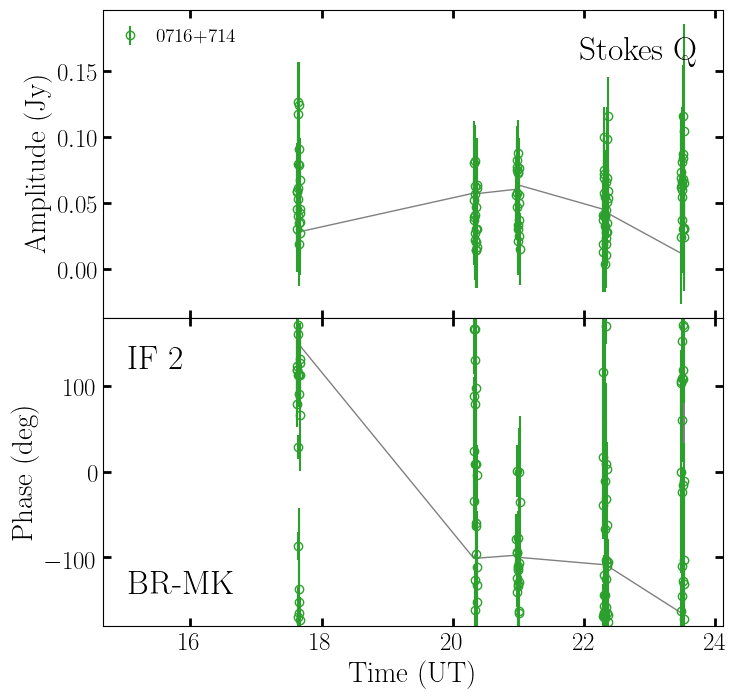 0716+714
Stokes Q
Amplitude (Jy)
0.15
0.10
0.05
0.00
IF 2
Phase (deg)
100
0
−100
BR-MK
16 18 20 22 24
Time (UT)